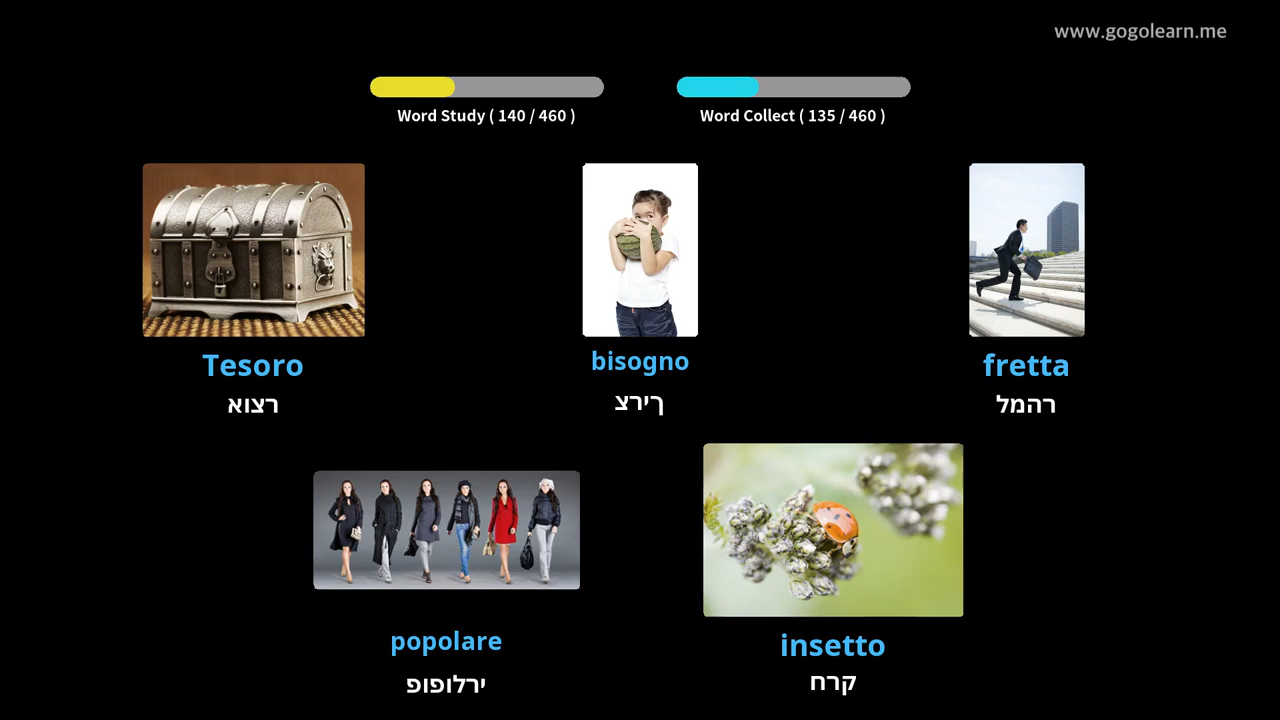 www.gogolearn.me
Word Study ( 140 / 460 )
Word Collect ( 135 / 460 )
Tesoro
רצוא
bisogno
ךירצ
fretta
רהמל
popolare
ירלופופ
insetto
קרח